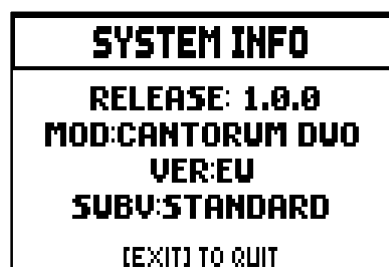 SYSTEM INFO
RELEASE: 1.0.0
MOD:CANTORUM DUO
VER:EU
SUBV:STANDARD
[EXIT] TO QUIT